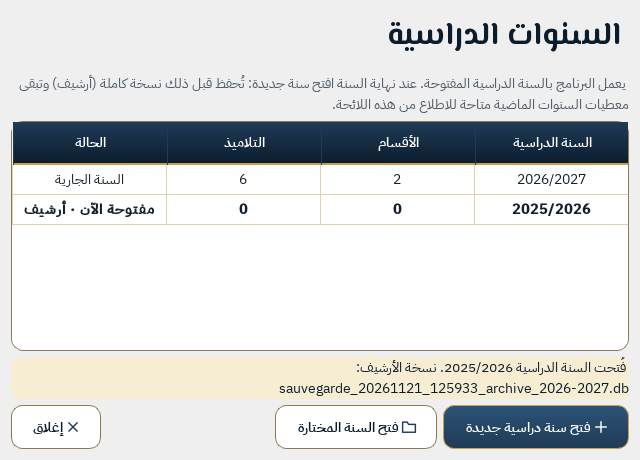 السنوات الدراسية
يعمل البرنامج بالسنة الدراسية المفتوحة. عند نهاية السنة افتح سنة جديدة: تُحفظ قبل ذلك نسخة كاملة (أرشيف) وتبقى
معطيات السنوات الماضية متاحة للاطلاع من هذه اللائحة.
السنة الدراسية الأقسام التلاميذ الحالة
2026/2027 2 6 السنة الجارية
2025/2026 0 0 مفتوحة الآن · أرشيف
فُتحت السنة الدراسية 2025/2026. نسخة الأرشيف:
sauvegarde_20261121_125933_archive_2026-2027.db
فتح سنة دراسية جديدة فتح السنة المختارة إغلاق